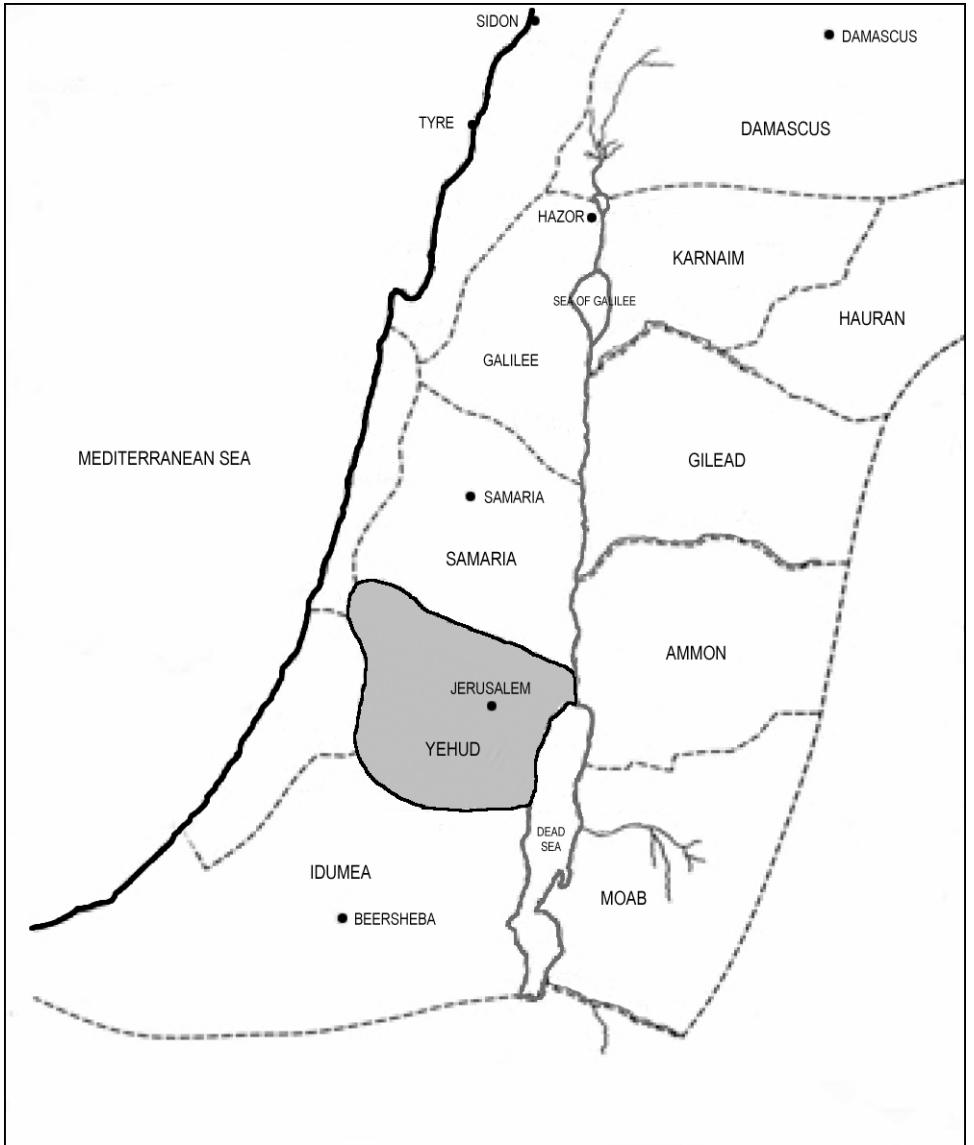 SIDON
DAMASCUS
TYRE
DAMASCUS
HAZOR
KARNAIM
SEA OF GALILEE
HAURAN
GALILEE
MEDITERRANEAN SEA
GILEAD
SAMARIA
SAMARIA
AMMON
JERUSALEM
YEHUD
DEAD
SEA
IDUMEA
MOAB
BEERSHEBA